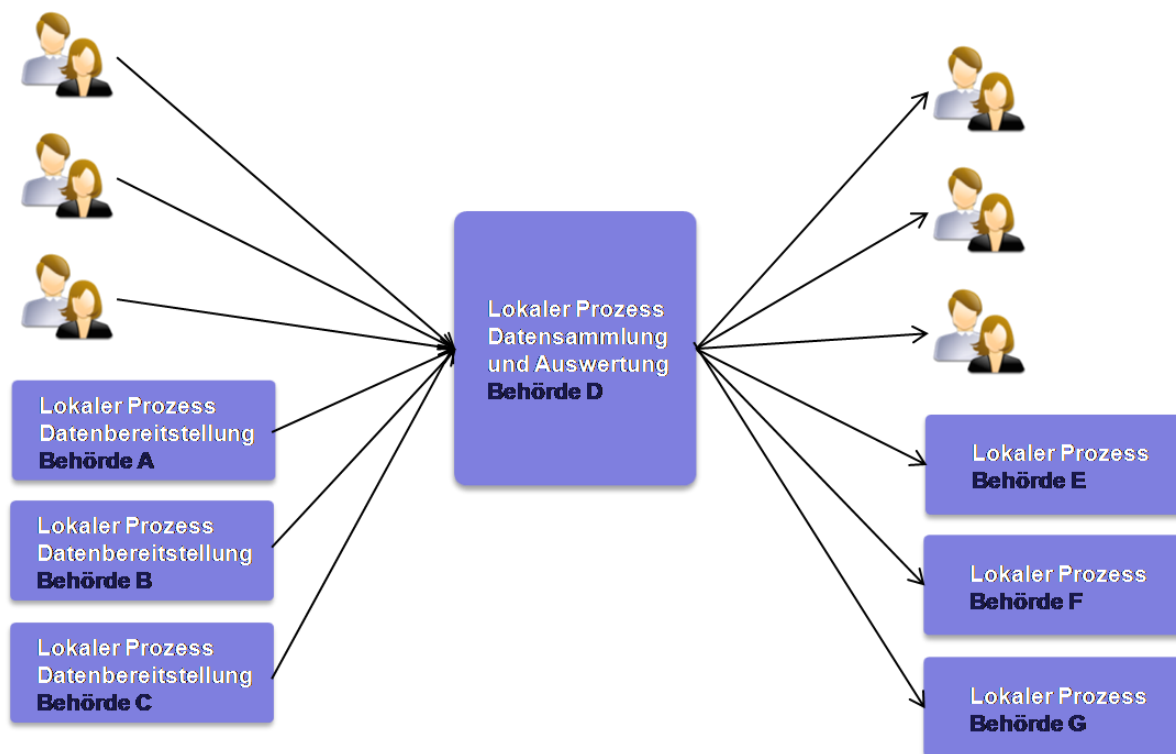 Lokaler Prozess
Datenbereitstellung
Behörde A
Lokaler Prozess
Datenbereitstellung
Behörde B
Lokaler Prozess
Datenbereitstellung
Behörde C
Lokaler Prozess
Datensammlung
und Auswertung
Behörde D
Lokaler Prozess
Behörde E
Lokaler Prozess
Behörde F
Lokaler Prozess
Behörde G